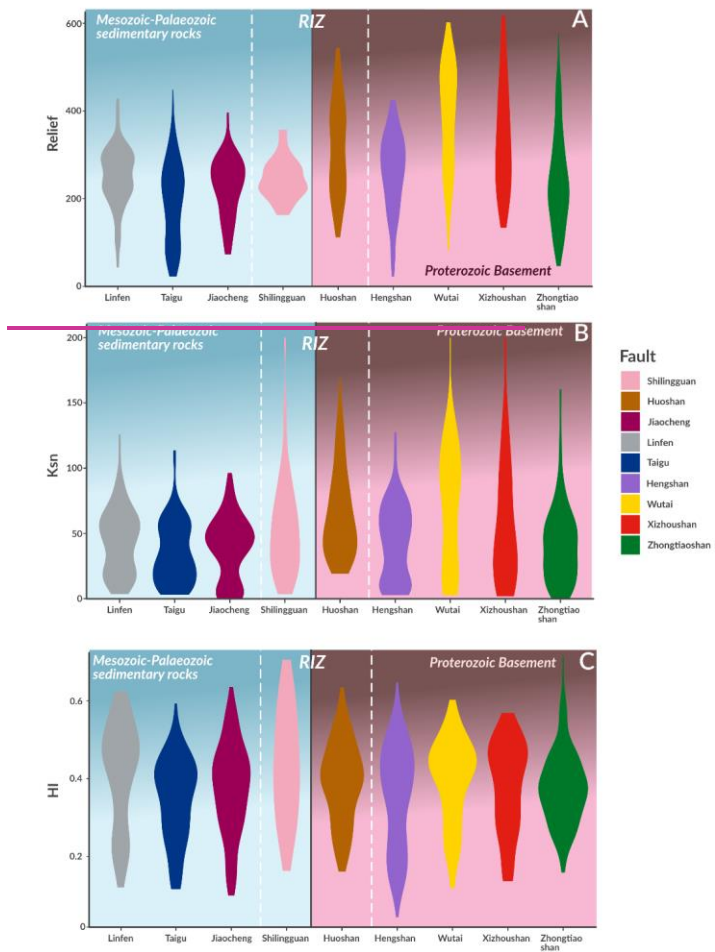 Mesozoic-Palaeozoic
sedimentary rocks
RIZ
A
600
400
200
0
Relief
Proterozoic Basement
Linfen
Taigu
Jiaocheng
Shilingguan
Huoshan
Hengshan
Wutai
Xizhoushan
Zhongtiao
shan
Mesozoic-Palaeozoic
sedimentary rocks
RIZ
Proterozoic Basement
B
200
150
100
50
0
Ksn
Linfen
Taigu
Jiaocheng
Shilingguan
Huoshan
Hengshan
Wutai
Xizhoushan
Zhongtiao
shan
Fault
Shilingguan
Huoshan
Jiaocheng
Linfen
Taigu
Hengshan
Wutai
Xizhoushan
Zhongtiaoshan
Mesozoic-Palaeozoic
sedimentary rocks
RIZ
Proterozoic Basement
C
0.6
0.4
0.2
0
HI
Linfen
Taigu
Jiaocheng
Shilingguan
Huoshan
Hengshan
Wutai
Xizhoushan
Zhongtiao
shan